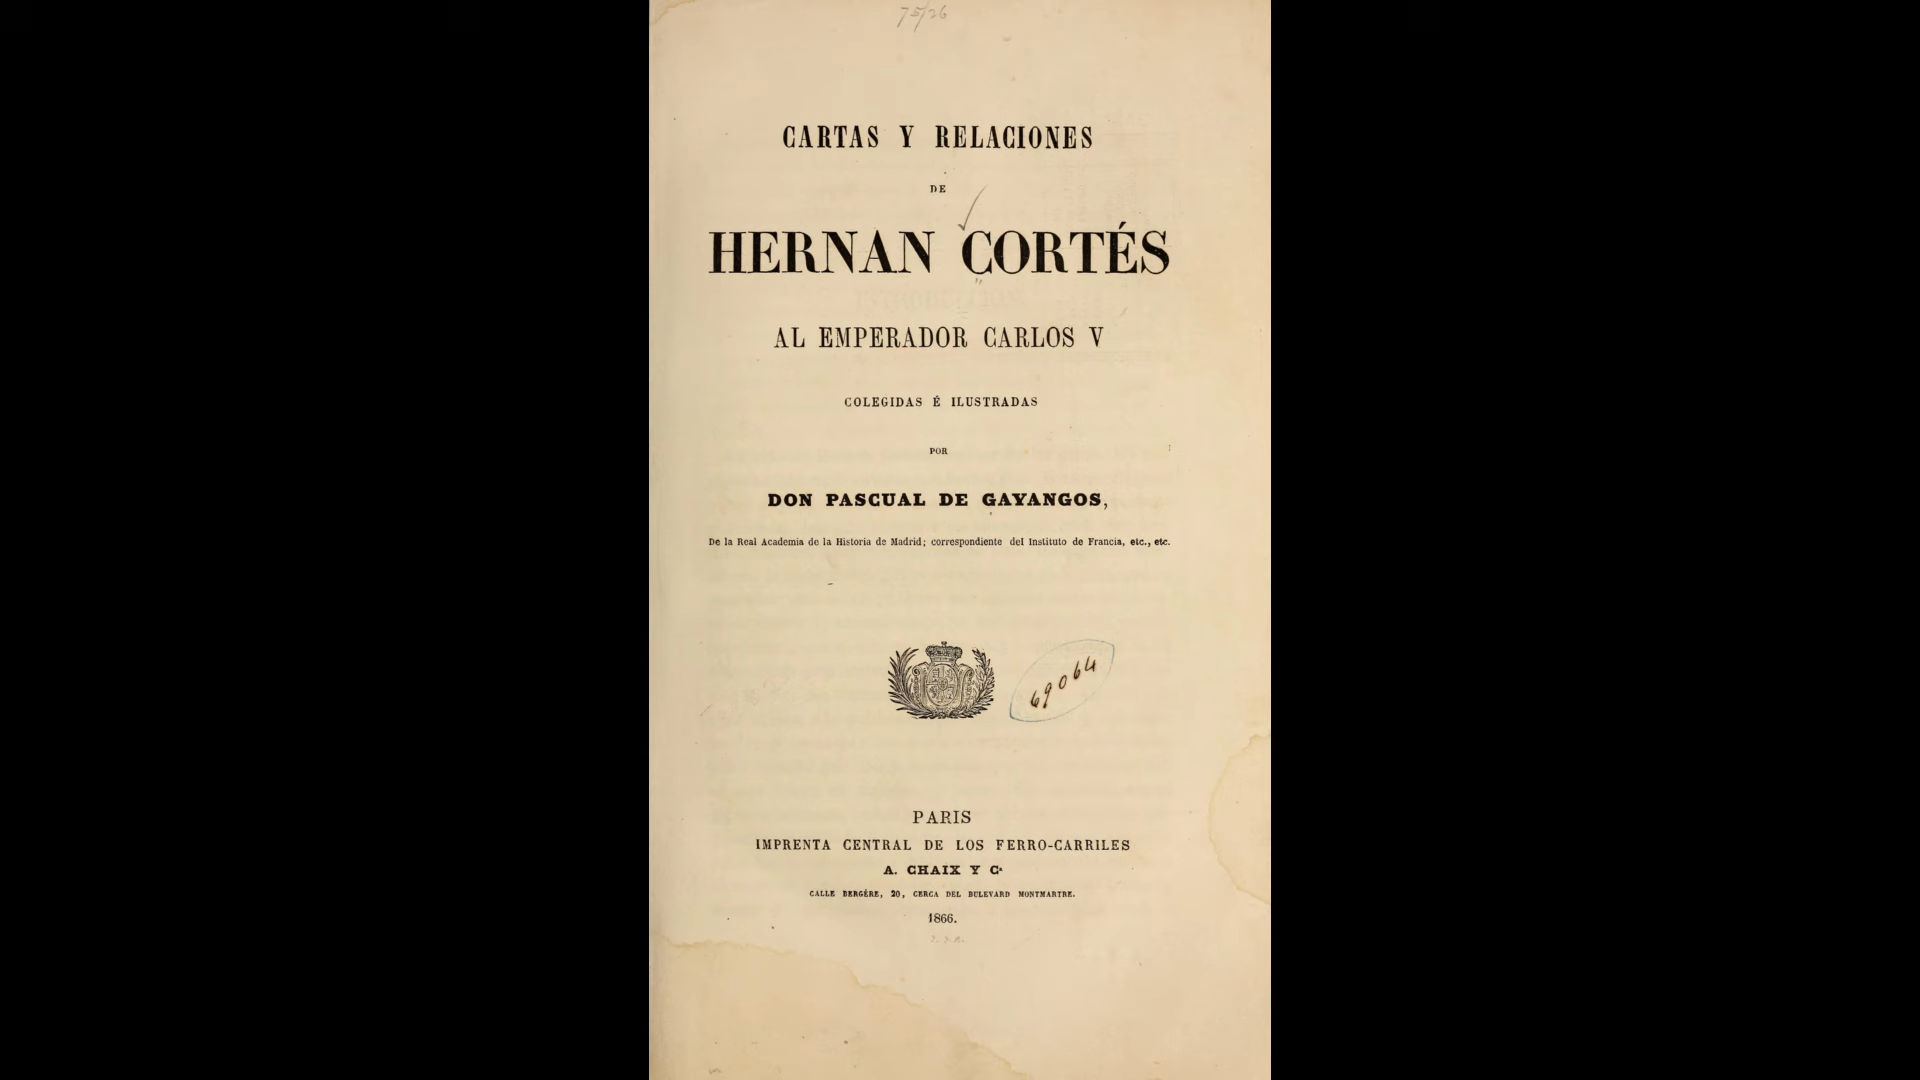 75/26
CARTAS Y RELACIONES
DE
HERNAN CORTÉS
AL EMPERADOR CARLOS V
COLEGIDAS É ILUSTRADAS
POR
DON PASCUAL DE GAYANGOS,
De la Real Academia de la Historia de Madrid; correspondiente del Instituto de Francia, etc., etc.
69064
PARIS
IMPRENTA CENTRAL DE LOS FERRO-CARRILES
A. CHAIX Y Cª
CALLE BERGÉRE, 20, CERCA DEL BULEVARD MONTMARTRE.
1866.